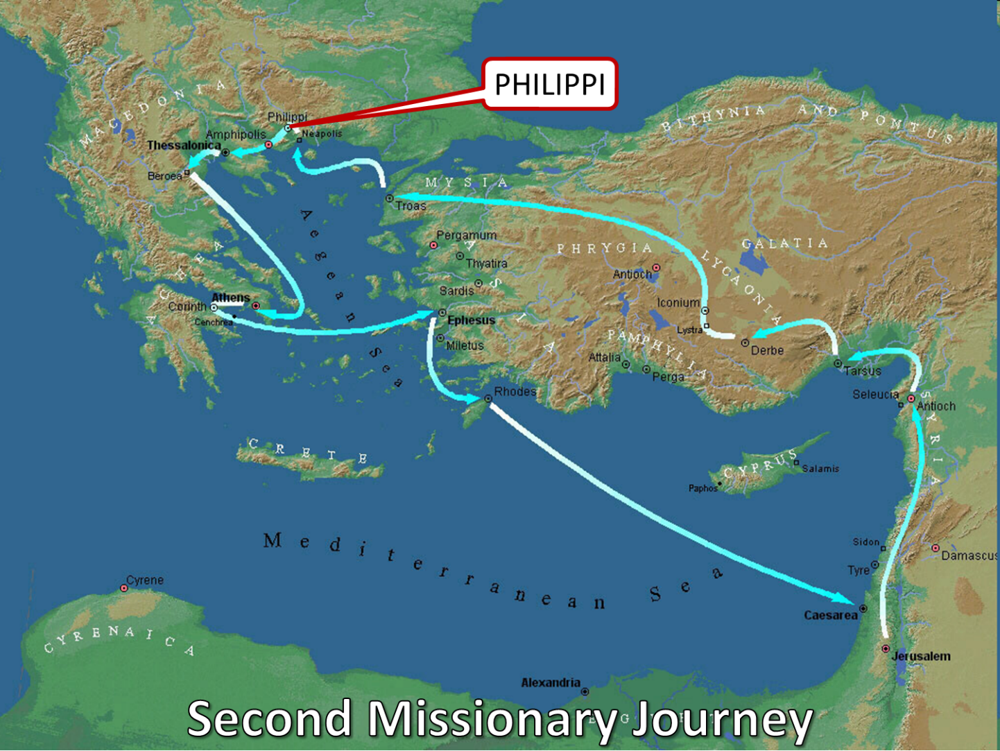 PHILIPPI
MACEDONIA
BITHYNIA AND PONTUS
Philippi
Neapolis
Amphipolis
Thessalonica
Beroea
MYSIA
Troas
Aegean Sea
Pergamum
Thyatira
Sardis
ASIA
PHRYGIA
GALATIA
LYCAONIA
Antioch
Iconium
Lystra
Derbe
ACHAIA
Athens
Corinth
Cenchrea
Ephesus
Miletus
PAMPHYLIA
Attalia
Perga
Tarsus
Seleucia
Antioch
SYRIA
Rhodes
CRETE
CYPRUS
Salamis
Paphos
Mediterranean Sea
Sidon
Tyre
Damascus
Cyrene
CYRENAICA
Caesarea
Jerusalem
Alexandria
Second Missionary Journey